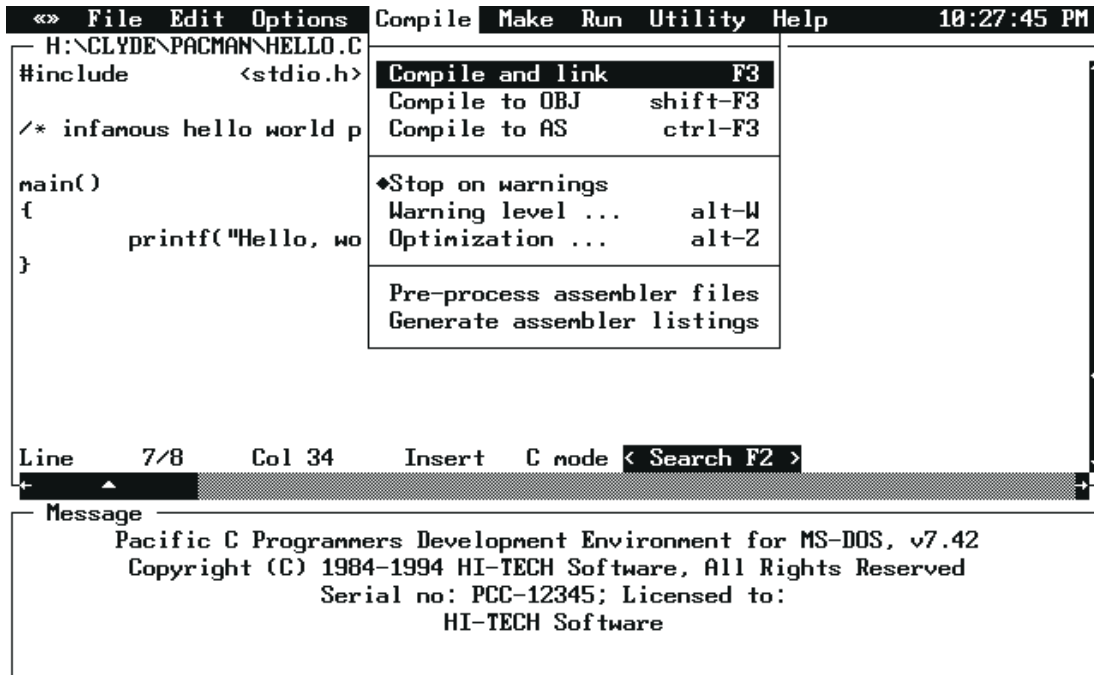 «» File Edit Options Compile Make Run Utility Help 10:27:45 PM
H:\CLYDE\PACMAN\HELLO.C
#include <stdio.h>
/* infamous hello world p
main()
{
printf("Hello, wo
}
Compile and link F3
Compile to OBJ shift-F3
Compile to AS ctrl-F3
◆Stop on warnings
Warning level ... alt-W
Optimization ... alt-Z
Pre-process assembler files
Generate assembler listings
Line 7/8 Col 34 Insert C mode < Search F2 >
Message
Pacific C Programmers Development Environment for MS-DOS, v7.42
Copyright (C) 1984-1994 HI-TECH Software, All Rights Reserved
Serial no: PCC-12345; Licensed to:
HI-TECH Software